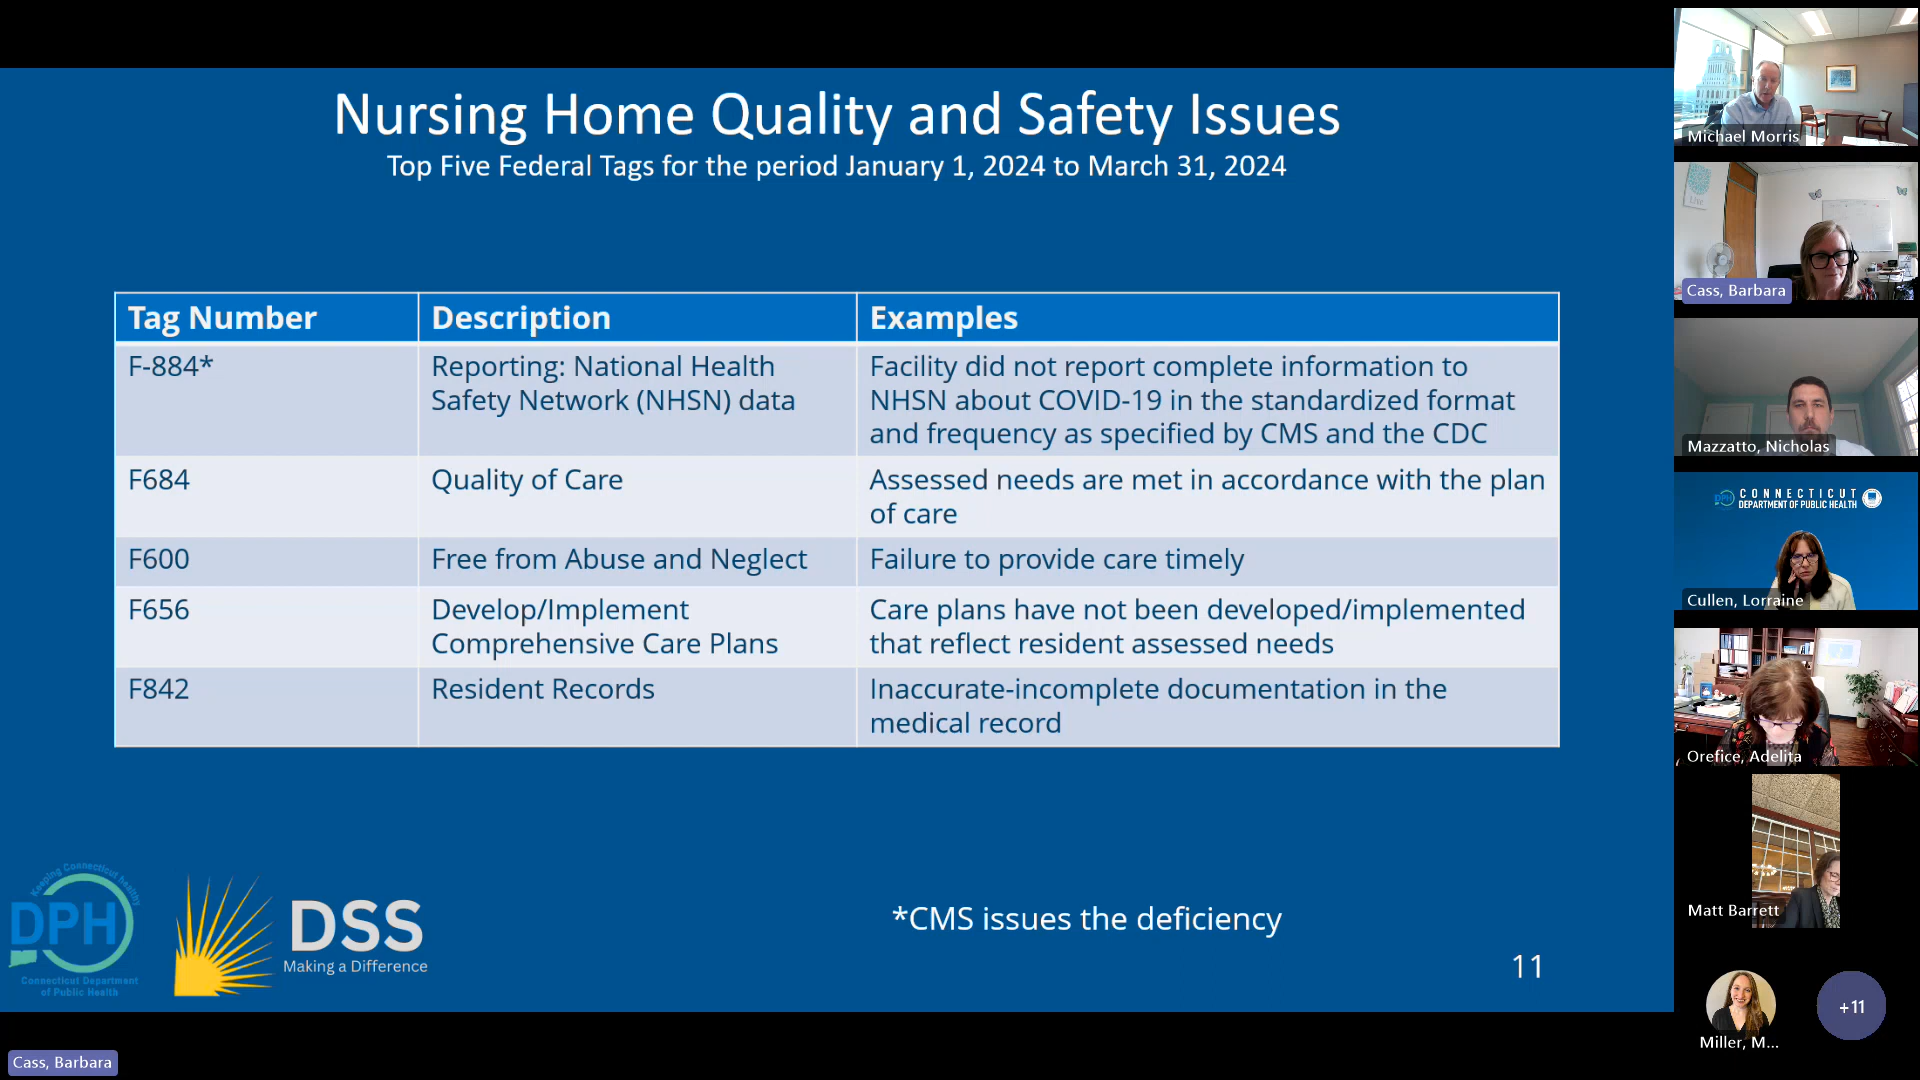 Nursing Home Quality and Safety Issues
Top Five Federal Tags for the period January 1, 2024 to March 31, 2024
Tag Number
Description
Examples
F-884*
Reporting: National Health
Safety Network (NHSN) data
Facility did not report complete information to
NHSN about COVID-19 in the standardized format
and frequency as specified by CMS and the CDC
F684
Quality of Care
Assessed needs are met in accordance with the plan
of care
F600
Free from Abuse and Neglect
Failure to provide care timely
F656
Develop/Implement
Comprehensive Care Plans
Care plans have not been developed/implemented
that reflect resident assessed needs
F842
Resident Records
Inaccurate-incomplete documentation in the
medical record
Keeping Connecticut healthy
DPH
Connecticut Department
of Public Health
DSS
Making a Difference
*CMS issues the deficiency
11
Cass, Barbara
Michael Morris
Cass, Barbara
Mazzatto, Nicholas
DPH
CONNECTICUT
DEPARTMENT OF PUBLIC HEALTH
Cullen, Lorraine
Orefice, Adelita
Matt Barrett
Miller, M...
+11